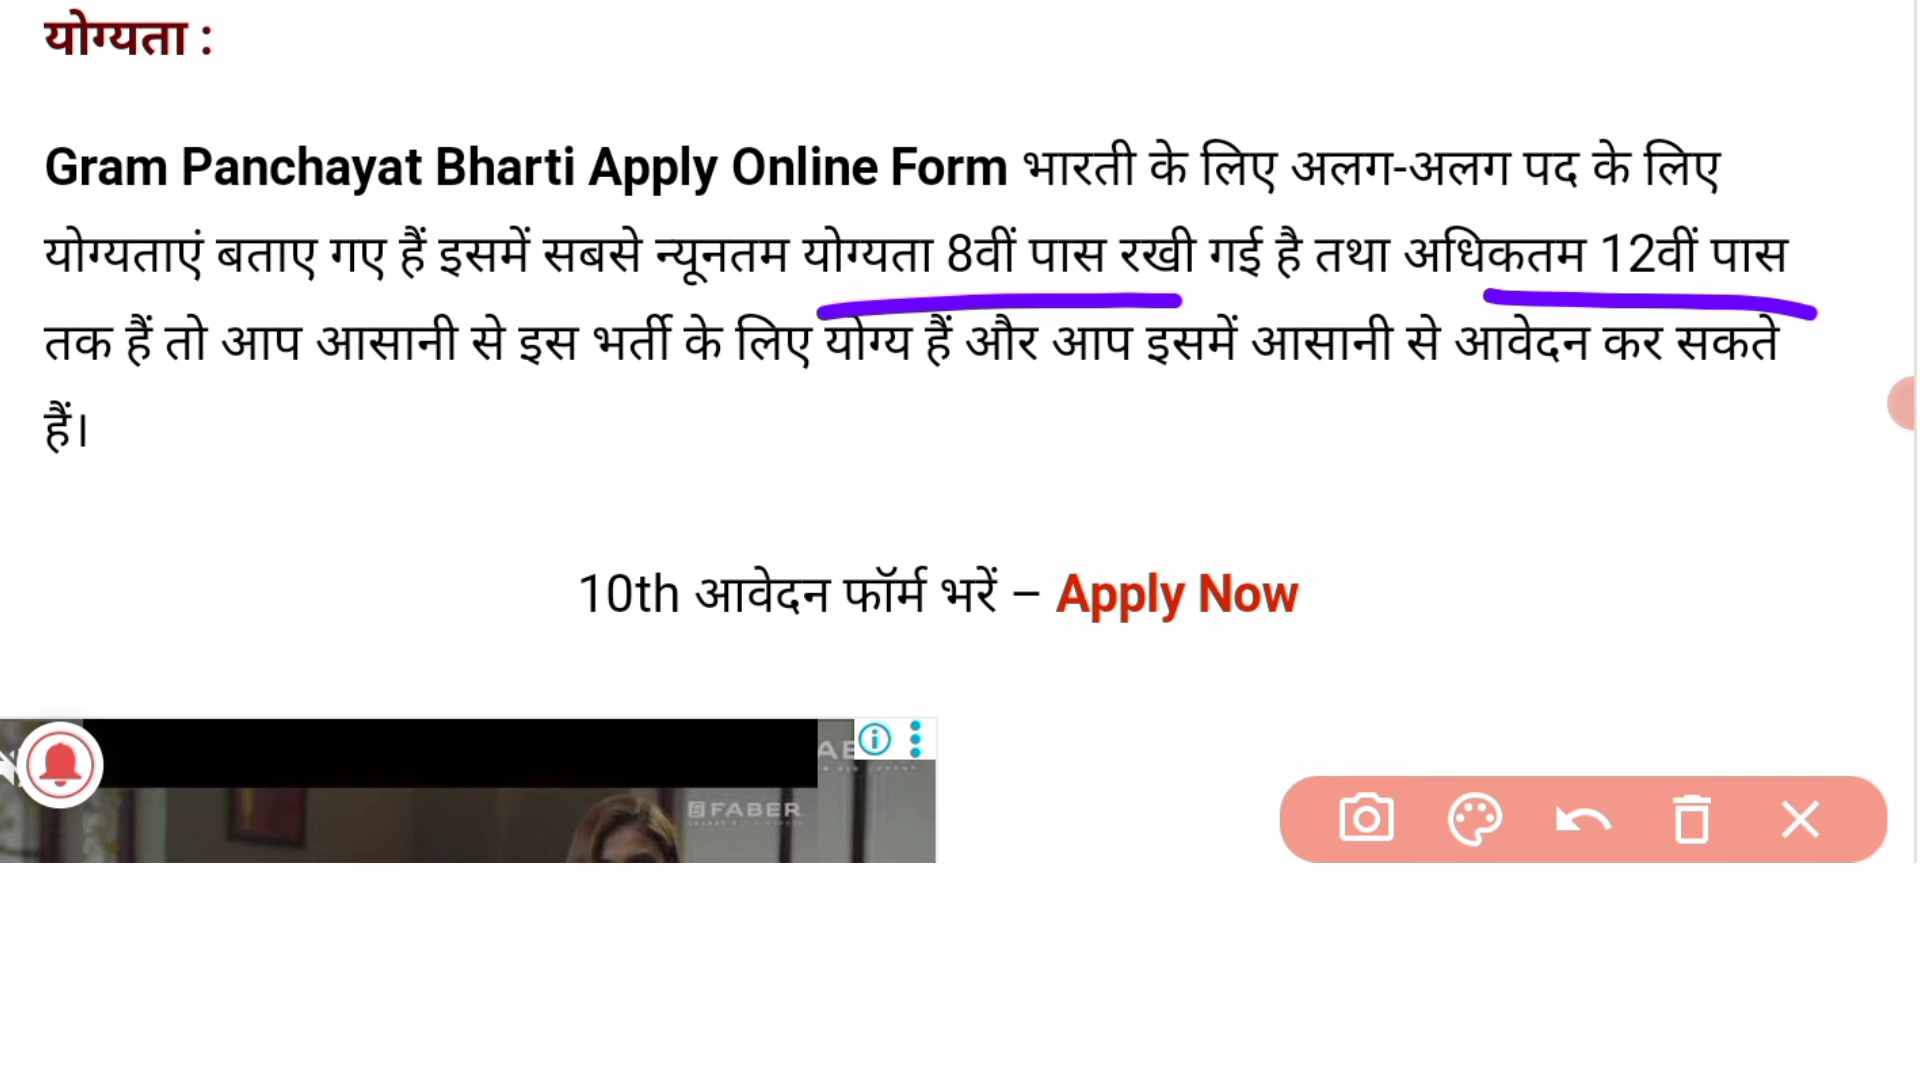 योग्यता :
Gram Panchayat Bharti Apply Online Form भारती के लिए अलग-अलग पद के लिए
योग्यताएं बताए गए हैं इसमें सबसे न्यूनतम योग्यता 8वीं पास रखी गई है तथा अधिकतम 12वीं पास
तक हैं तो आप आसानी से इस भर्ती के लिए योग्य हैं और आप इसमें आसानी से आवेदन कर सकते
हैं।
10th आवेदन फॉर्म भरें – Apply Now
FABER